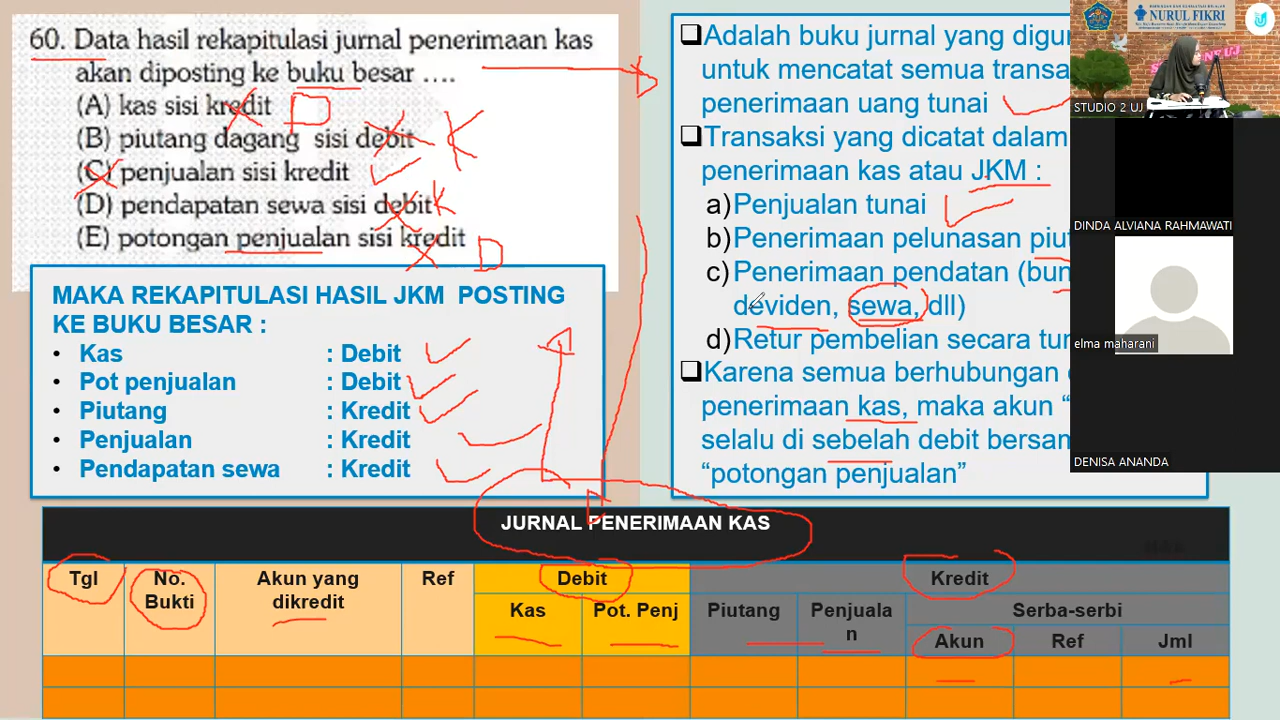 60. Data hasil rekapitulasi jurnal penerimaan kas
akan diposting ke buku besar ....
(A) kas sisi kredit D
(B) piutang dagang sisi debit K
(C) penjualan sisi kredit
(D) pendapatan sewa sisi debit K
(E) potongan penjualan sisi kredit D
MAKA REKAPITULASI HASIL JKM POSTING
KE BUKU BESAR :
• Kas : Debit
• Pot penjualan : Debit
• Piutang : Kredit
• Penjualan : Kredit
• Pendapatan sewa : Kredit
Adalah buku jurnal yang
untuk mencatat semua
penerimaan uang tunai
Transaksi yang dicatat dalam
penerimaan kas atau JKM :
a) Penjualan tunai
b) Penerimaan pelunasan
c) Penerimaan pendatan
deviden, sewa, dll)
d) Retur pembelian secara
Karena semua berhubungan
penerimaan kas, maka akun “
selalu di sebelah debit
“potongan penjualan”
NURUL FIKRI
STUDIO 2 UJ
DINDA ALVIANA RAHMAWATI
elma maharani
DENISA ANANDA
JURNAL PENERIMAAN KAS
Tgl No. Bukti Akun yang dikredit Ref Debit Kredit
Kas Pot. Penj Piutang Penjualan Serba-serbi
Akun Ref Jml